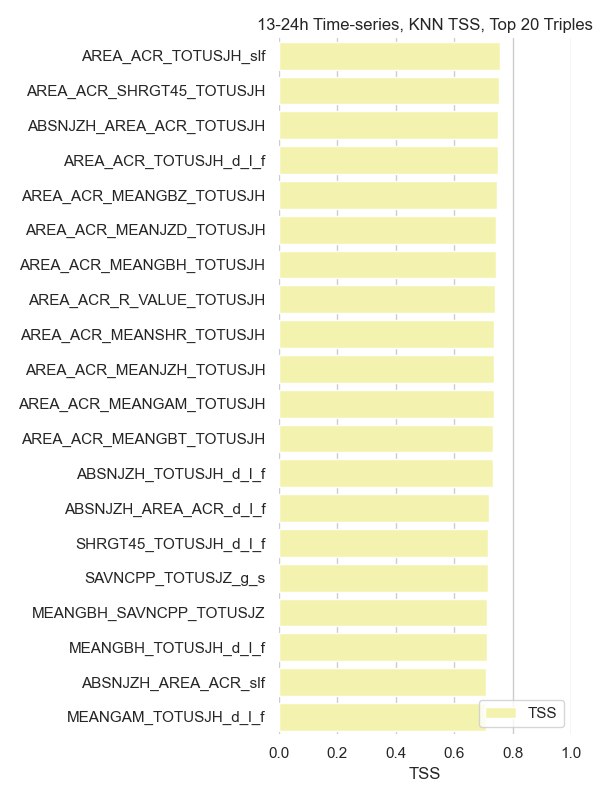 13-24h Time-series, KNN TSS, Top 20 Triples
AREA_ACR_TOTUSJH_slf
AREA_ACR_SHRGT45_TOTUSJH
ABSNJZH_AREA_ACR_TOTUSJH
AREA_ACR_TOTUSJH_d_l_f
AREA_ACR_MEANGBZ_TOTUSJH
AREA_ACR_MEANJZD_TOTUSJH
AREA_ACR_MEANGBH_TOTUSJH
AREA_ACR_R_VALUE_TOTUSJH
AREA_ACR_MEANSHR_TOTUSJH
AREA_ACR_MEANJZH_TOTUSJH
AREA_ACR_MEANGAM_TOTUSJH
AREA_ACR_MEANGBT_TOTUSJH
ABSNJZH_TOTUSJH_d_l_f
ABSNJZH_AREA_ACR_d_l_f
SHRGT45_TOTUSJH_d_l_f
SAVNCPP_TOTUSJZ_g_s
MEANGBH_SAVNCPP_TOTUSJZ
MEANGBH_TOTUSJH_d_l_f
ABSNJZH_AREA_ACR_slf
MEANGAM_TOTUSJH_d_l_f
TSS
0.0 0.2 0.4 0.6 0.8 1.0
TSS